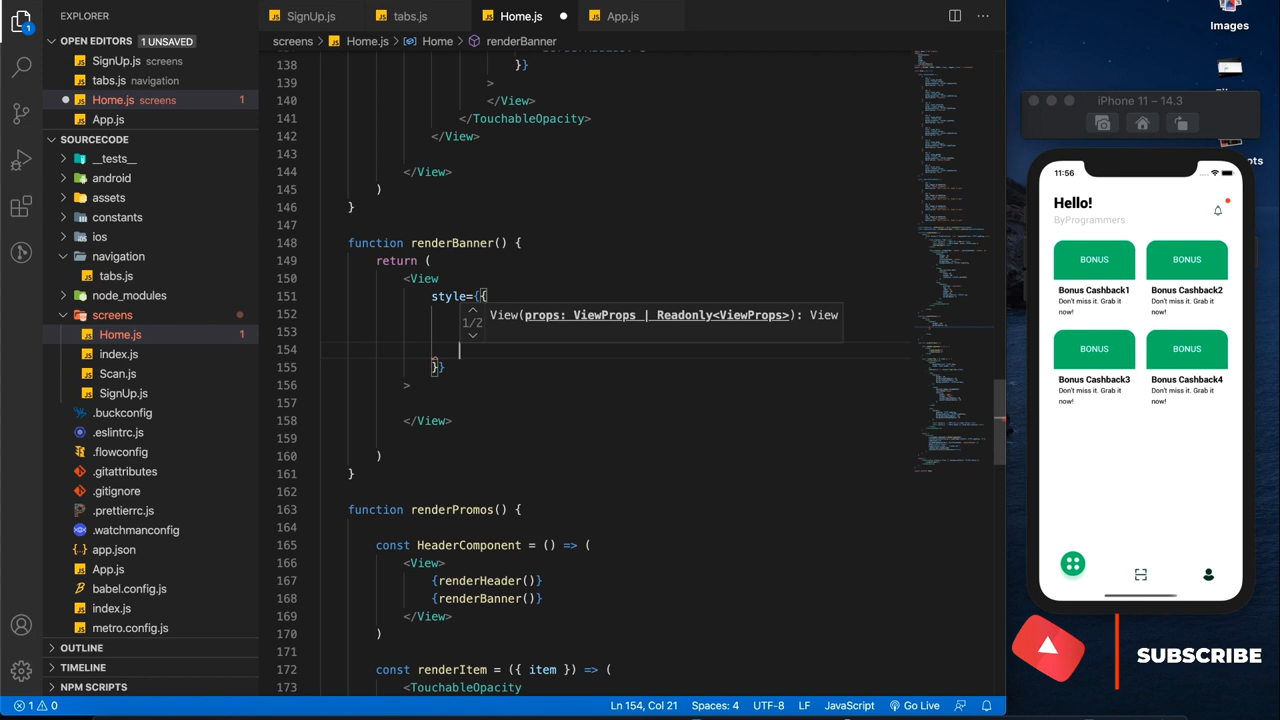 EXPLORER
OPEN EDITORS 1 UNSAVED
SignUp.js screens
tabs.js navigation
Home.js screens 1
App.js
SOURCECODE
__tests__
android
assets
constants
ios
navigation
tabs.js
node_modules
screens
Home.js 1
index.js
Scan.js
SignUp.js
.buckconfig
.eslintrc.js
.flowconfig
.gitattributes
.gitignore
.prettierrc.js
.watchmanconfig
app.json
App.js
babel.config.js
index.js
metro.config.js
OUTLINE
TIMELINE
NPM SCRIPTS
1 0
SignUp.js tabs.js Home.js App.js
screens > Home.js > Home > renderBanner
138 }}
139 >
140 </View>
141 </TouchableOpacity>
142 </View>
143
144 </View>
145 )
146 }
147
148 function renderBanner() {
149 return (
150 <View
151 style={{
152
153
154
155 }}
156 >
157
158 </View>
159
160 )
161 }
162
163 function renderPromos() {
164
165 const HeaderComponent = () => (
166 <View>
167 {renderHeader()}
168 {renderBanner()}
169 </View>
170 )
171
172 const renderItem = ({ item }) => (
173 <TouchableOpacity
1/2 View(props: ViewProps | Readonly<ViewProps>): View
Ln 154, Col 21 Spaces: 4 UTF-8 LF JavaScript Go Live
Images
iPhone 11 – 14.3
11:56
Hello!
ByProgrammers
BONUS BONUS
Bonus Cashback1 Bonus Cashback2
Don't miss it. Grab it Don't miss it. Grab it
now! now!
BONUS BONUS
Bonus Cashback3 Bonus Cashback4
Don't miss it. Grab it Don't miss it. Grab it
now! now!
SUBSCRIBE